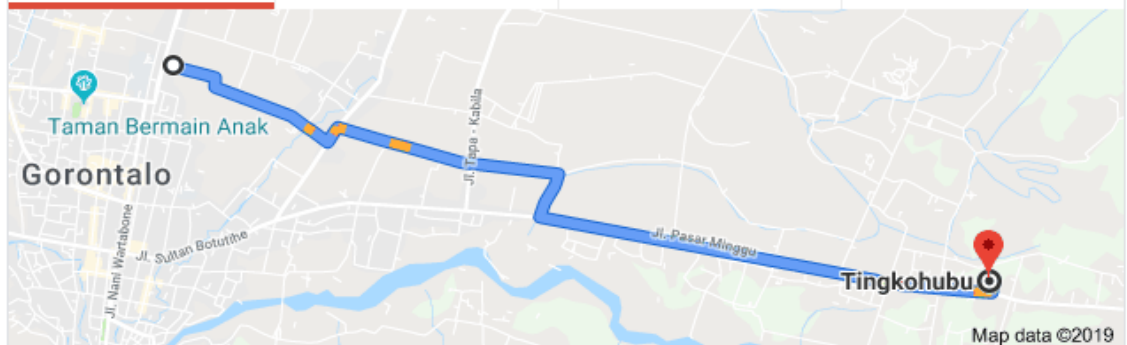 Taman Bermain Anak
Gorontalo
Jl. Tapa - Kabila
Jl. Nani Wartabone
Jl. Sultan Botutihe
Jl. Pasar Minggu
Tingkohubu
Map data ©2019